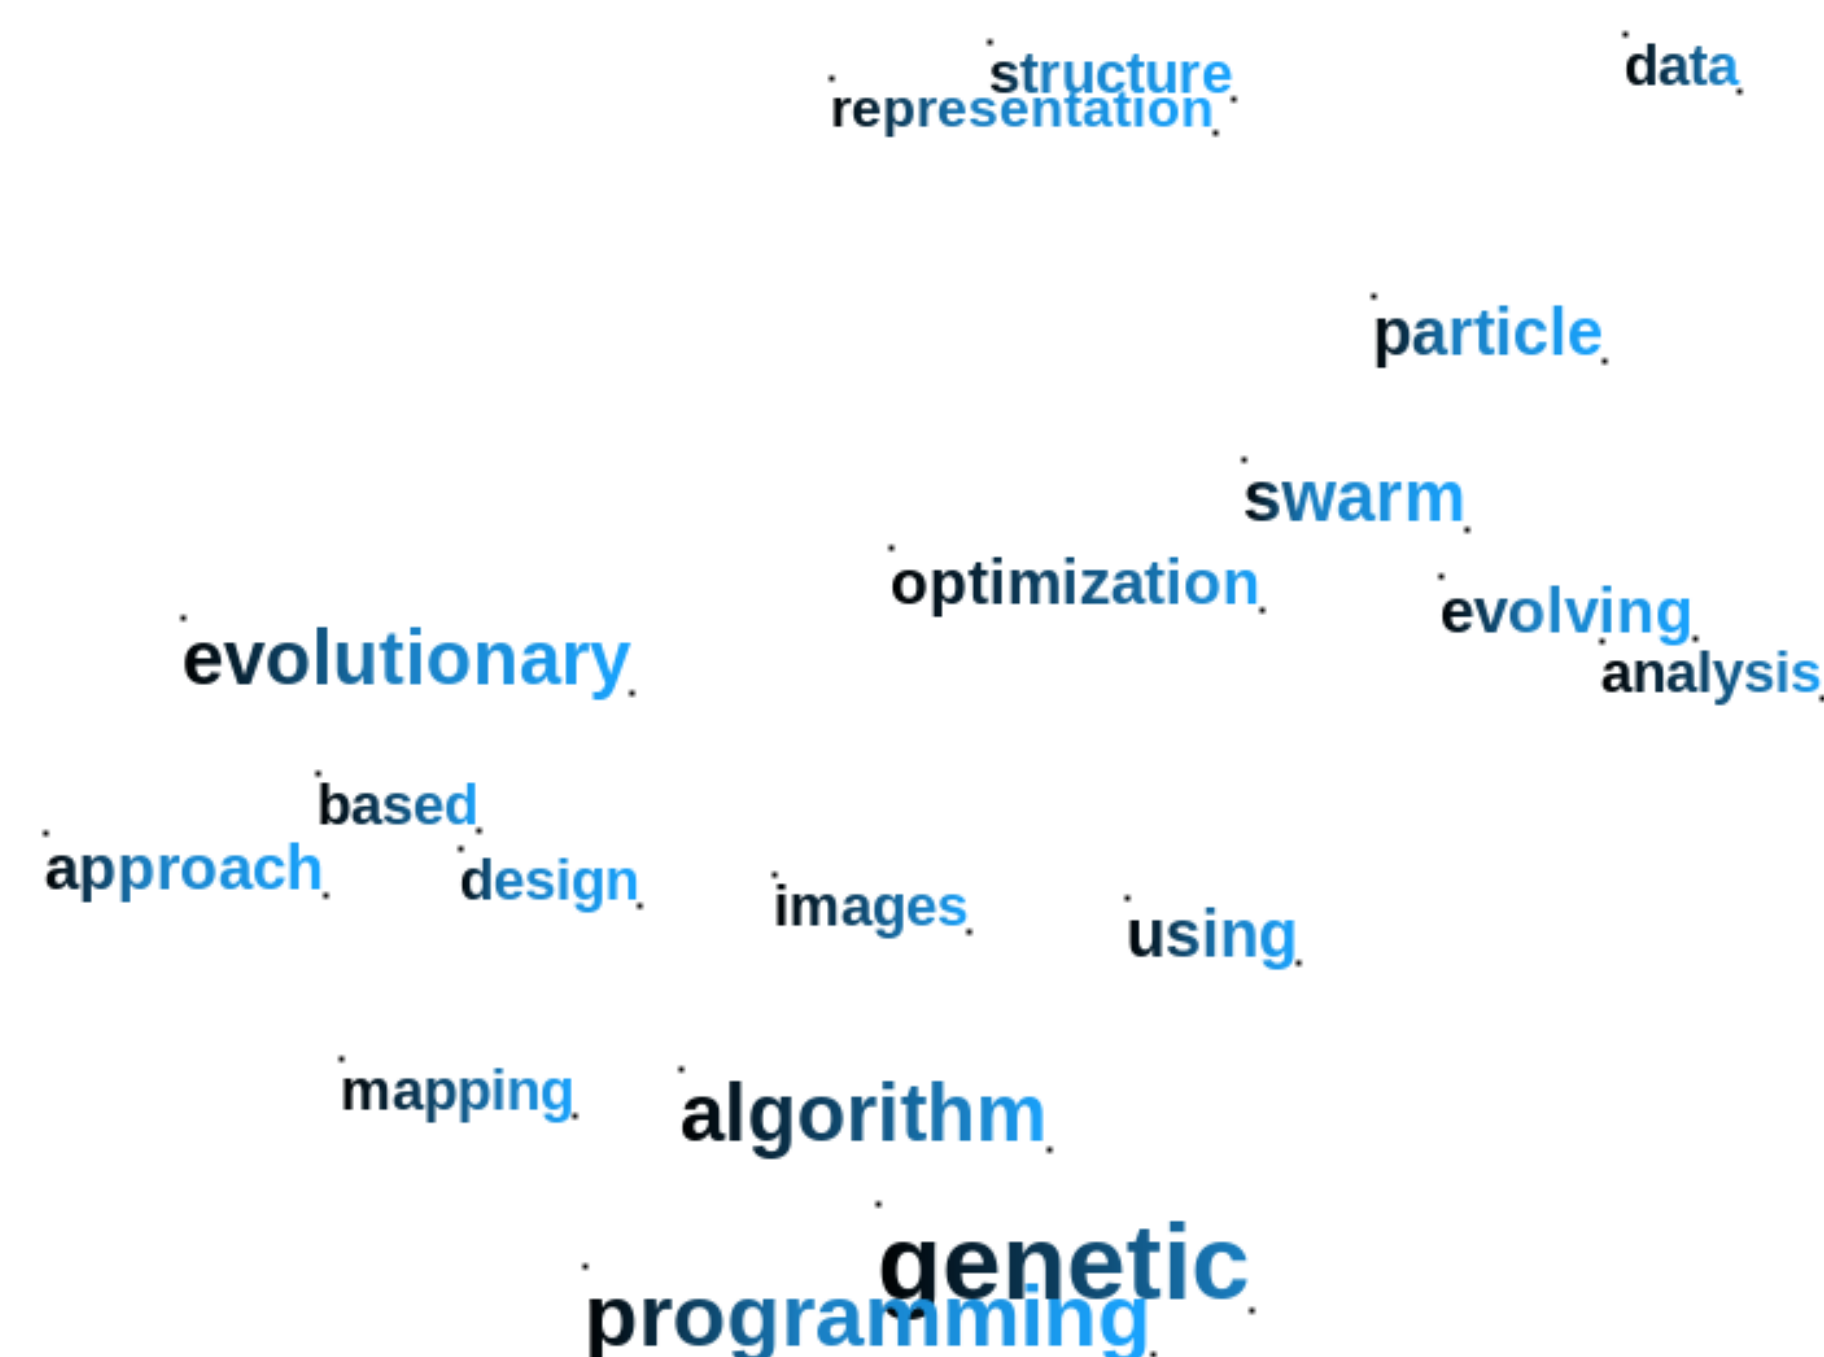 structure
data
representation
particle
swarm
optimization
evolving
evolutionary
analysis
based
approach
design
images
using
mapping
algorithm
genetic
programming